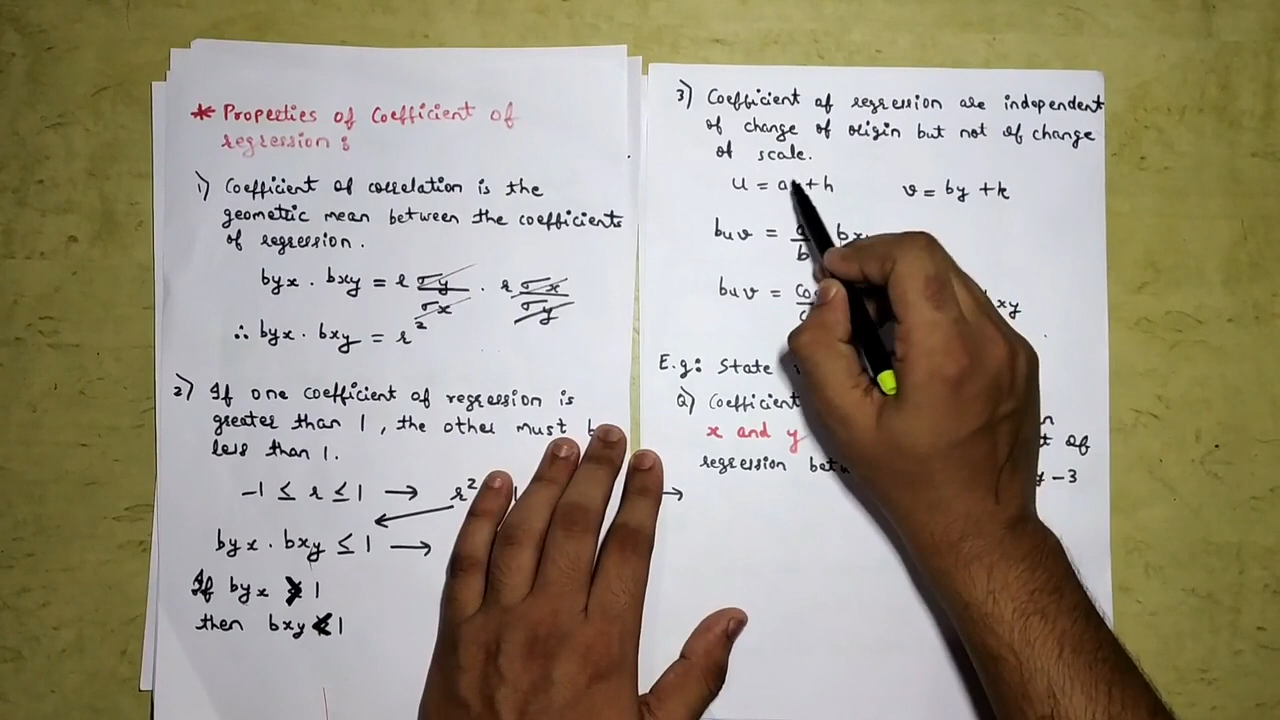 * Properties of Coefficient of
regression :
1) Coefficient of correlation is the
geometric mean between the coefficients
of regression.
byx . bxy = r σy/σx . r σx/σy
∴ byx . bxy = r²
2) If one coefficient of regression is
greater than 1, the other must
less than 1.
-1 ≤ r ≤ 1 → r²
byx . bxy ≤ 1 →
If byx > 1
then bxy < 1
3) Coefficient of regression are independent
of change of origin but not of change
of scale.
u = a + h v = by + k
buv = a/b bx
buv = xy
E.g: State
Q) Coefficient
x and y of
regression - 3